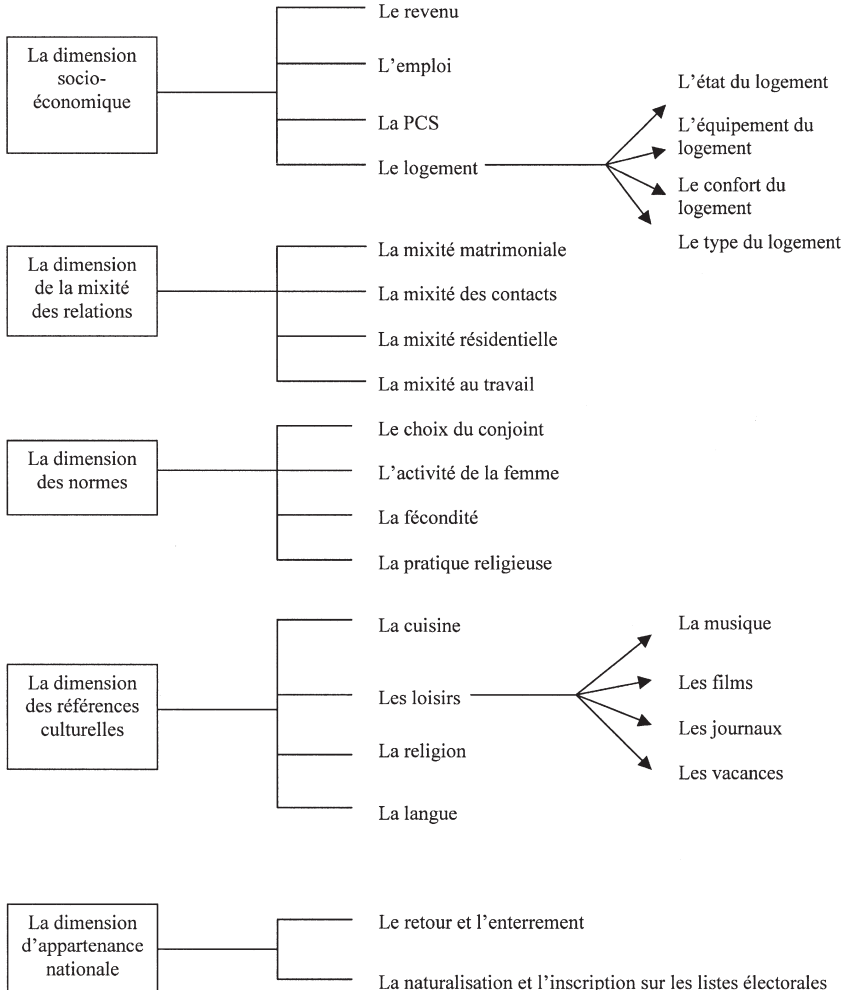 La dimension
socio-
économique
Le revenu
L'emploi
La PCS
Le logement
L'état du logement
L'équipement du
logement
Le confort du
logement
Le type du logement
La dimension
de la mixité
des relations
La mixité matrimoniale
La mixité des contacts
La mixité résidentielle
La mixité au travail
La dimension
des normes
Le choix du conjoint
L'activité de la femme
La fécondité
La pratique religieuse
La dimension
des références
culturelles
La cuisine
Les loisirs
La religion
La langue
La musique
Les films
Les journaux
Les vacances
La dimension
d'appartenance
nationale
Le retour et l'enterrement
La naturalisation et l'inscription sur les listes électorales